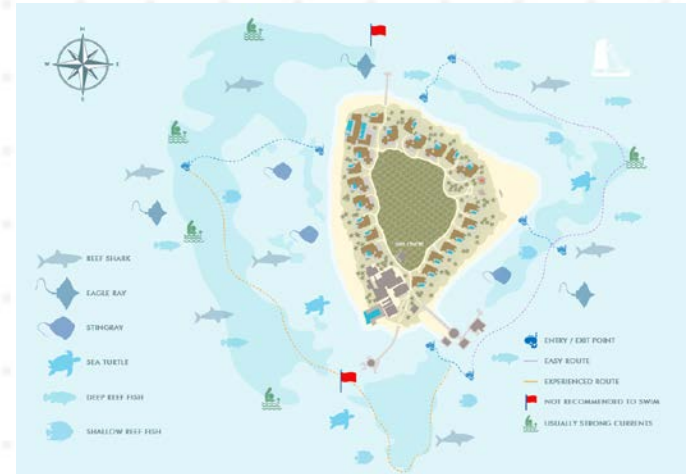 N
W
E
S
REEF SHARK
EAGLE RAY
STINGRAY
SEA TURTLE
DEEP REEF FISH
SHALLOW REEF FISH
ENTRY / EXIT POINT
EASY ROUTE
EXPERIENCED ROUTE
NOT RECOMMENDED TO SWIM
USUALLY STRONG CURRENTS